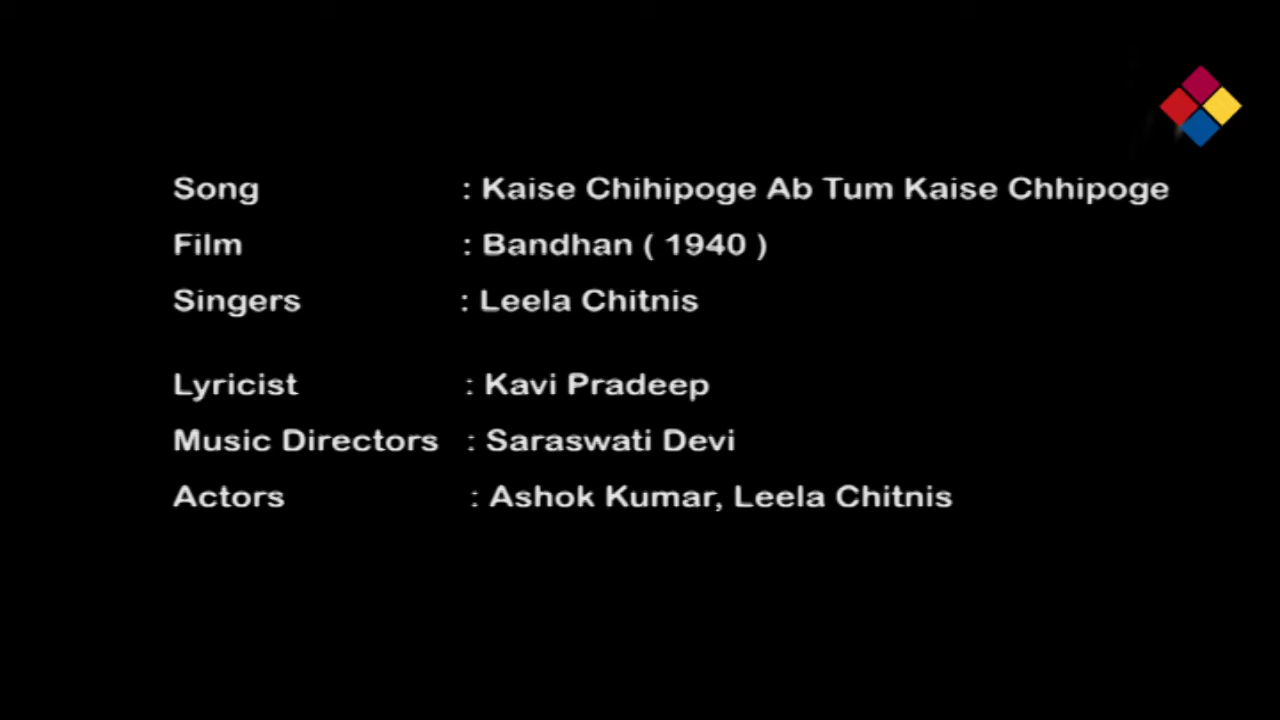 Song : Kaise Chihipoge Ab Tum Kaise Chhipoge
Film : Bandhan ( 1940 )
Singers : Leela Chitnis
Lyricist : Kavi Pradeep
Music Directors : Saraswati Devi
Actors : Ashok Kumar, Leela Chitnis